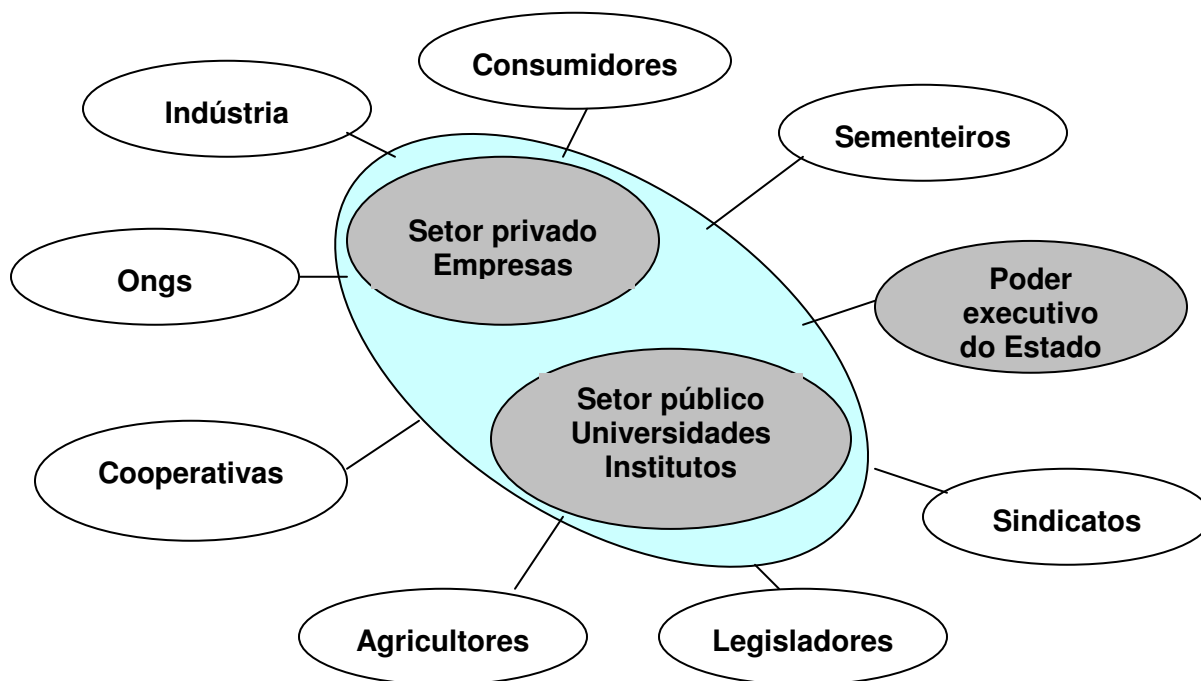 Consumidores
Indústria
Sementeiros
Setor privado
Empresas
Ongs
Poder
executivo
do Estado
Setor público
Universidades
Institutos
Cooperativas
Sindicatos
Agricultores
Legisladores